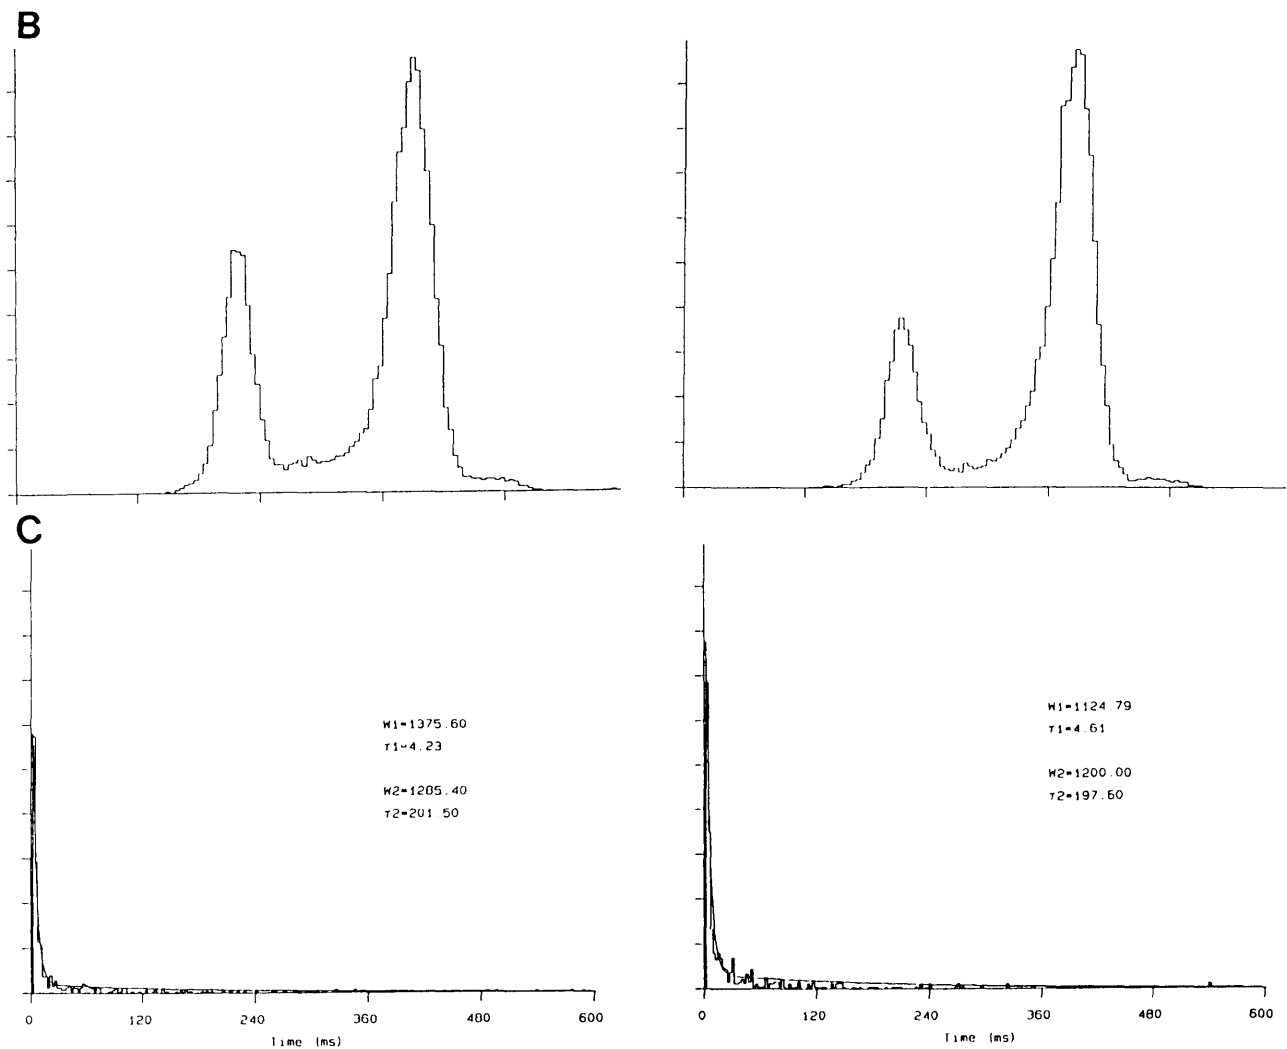 B
C
W1=1375.60
τ1=4.23
W2=1285.40
τ2=201.50
0 120 240 360 480 600
Time (ms)
W1=1124.79
τ1=4.61
W2=1200.00
τ2=197.60
0 120 240 360 480 600
Time (ms)